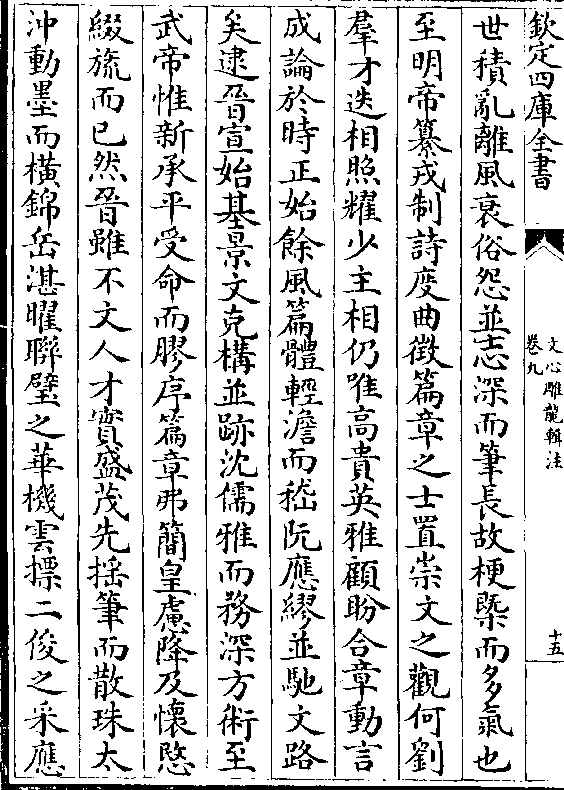 欽定四庫全書
文心雕龍輯注
卷九
十五
世積亂離風衰俗怨並志深而筆長故梗槩而多氣也
至明帝纂戎制詩度曲徵篇章之士置崇文之觀何劉
羣才迭相照耀少主相仍唯高貴英雅顧盼合章動言
成論於時正始餘風篇體輕澹而嵇阮應繆並馳文路
矣逮晉宣始基景文克構並跡沈儒雅而務深方術至
武帝惟新承平受命而膠序篇章弗簡皇慮降及懷愍
綴旒而已然晉雖不文人才實盛茂先揺筆而散珠太
沖動墨而橫錦岳湛曜聯璧之華機雲摽二俊之采應